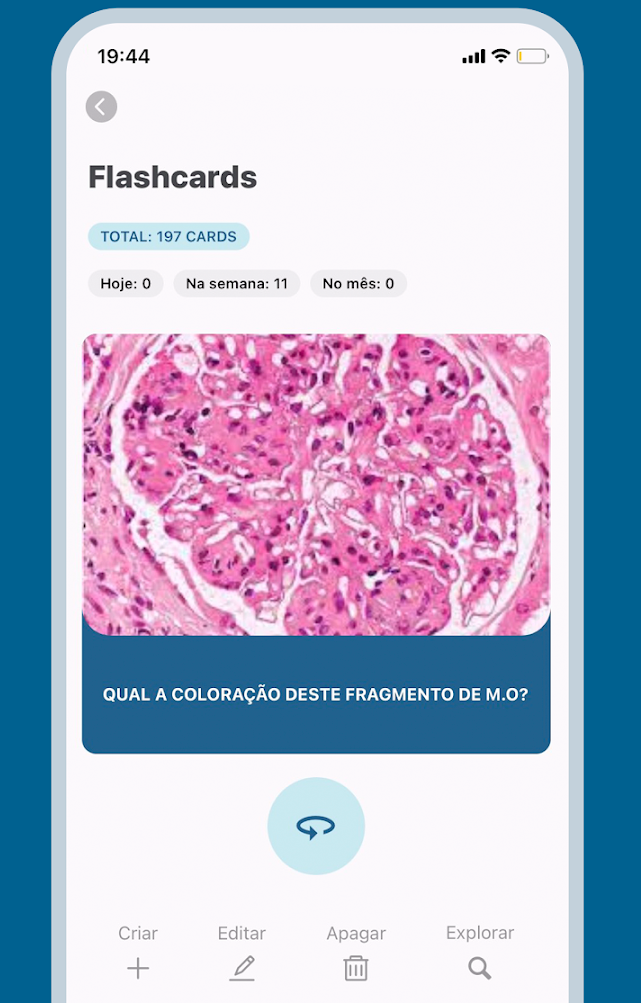 19:44
Flashcards
TOTAL: 197 CARDS
Hoje: 0 Na semana: 11 No mês: 0
QUAL A COLORAÇÃO DESTE FRAGMENTO DE M.O?
Criar Editar Apagar Explorar